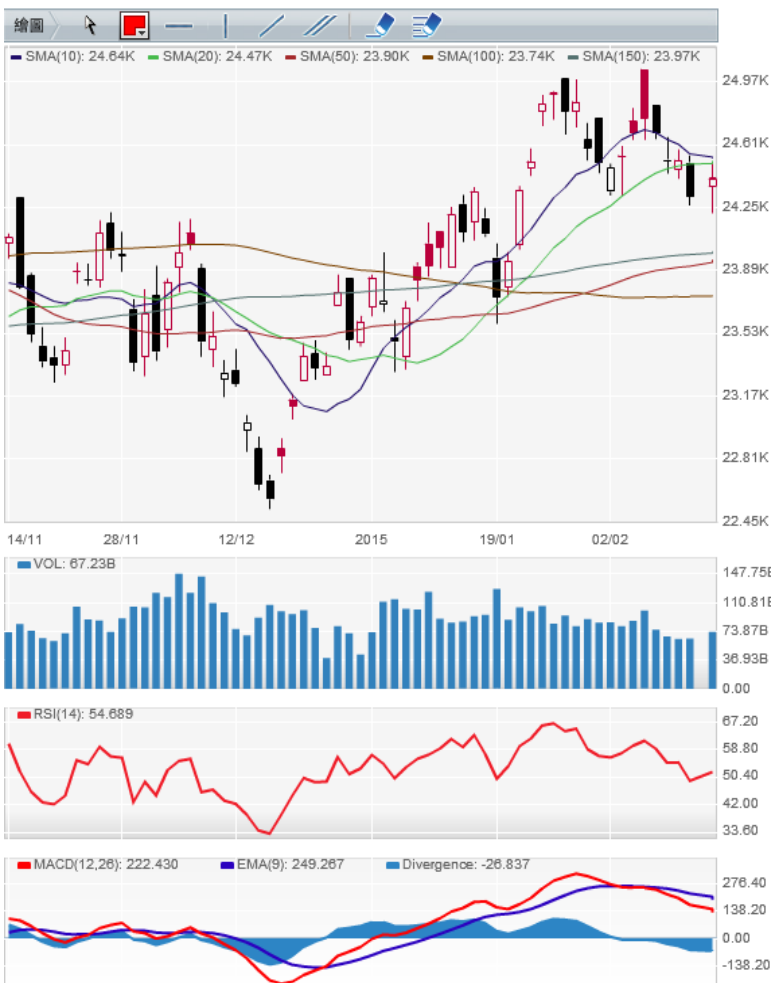 繪圖
SMA(10): 24.64K SMA(20): 24.47K SMA(50): 23.90K SMA(100): 23.74K SMA(150): 23.97K
24.97K
24.61K
24.25K
23.89K
23.53K
23.17K
22.81K
22.45K
14/11 28/11 12/12 2015 19/01 02/02
VOL: 67.23B
147.75B
110.81B
73.87B
36.93B
0.00
RSI(14): 54.689
67.20
58.80
50.40
42.00
33.60
MACD(12,26): 222.430 EMA(9): 249.267 Divergence: -26.837
276.40
138.20
0.00
-138.20